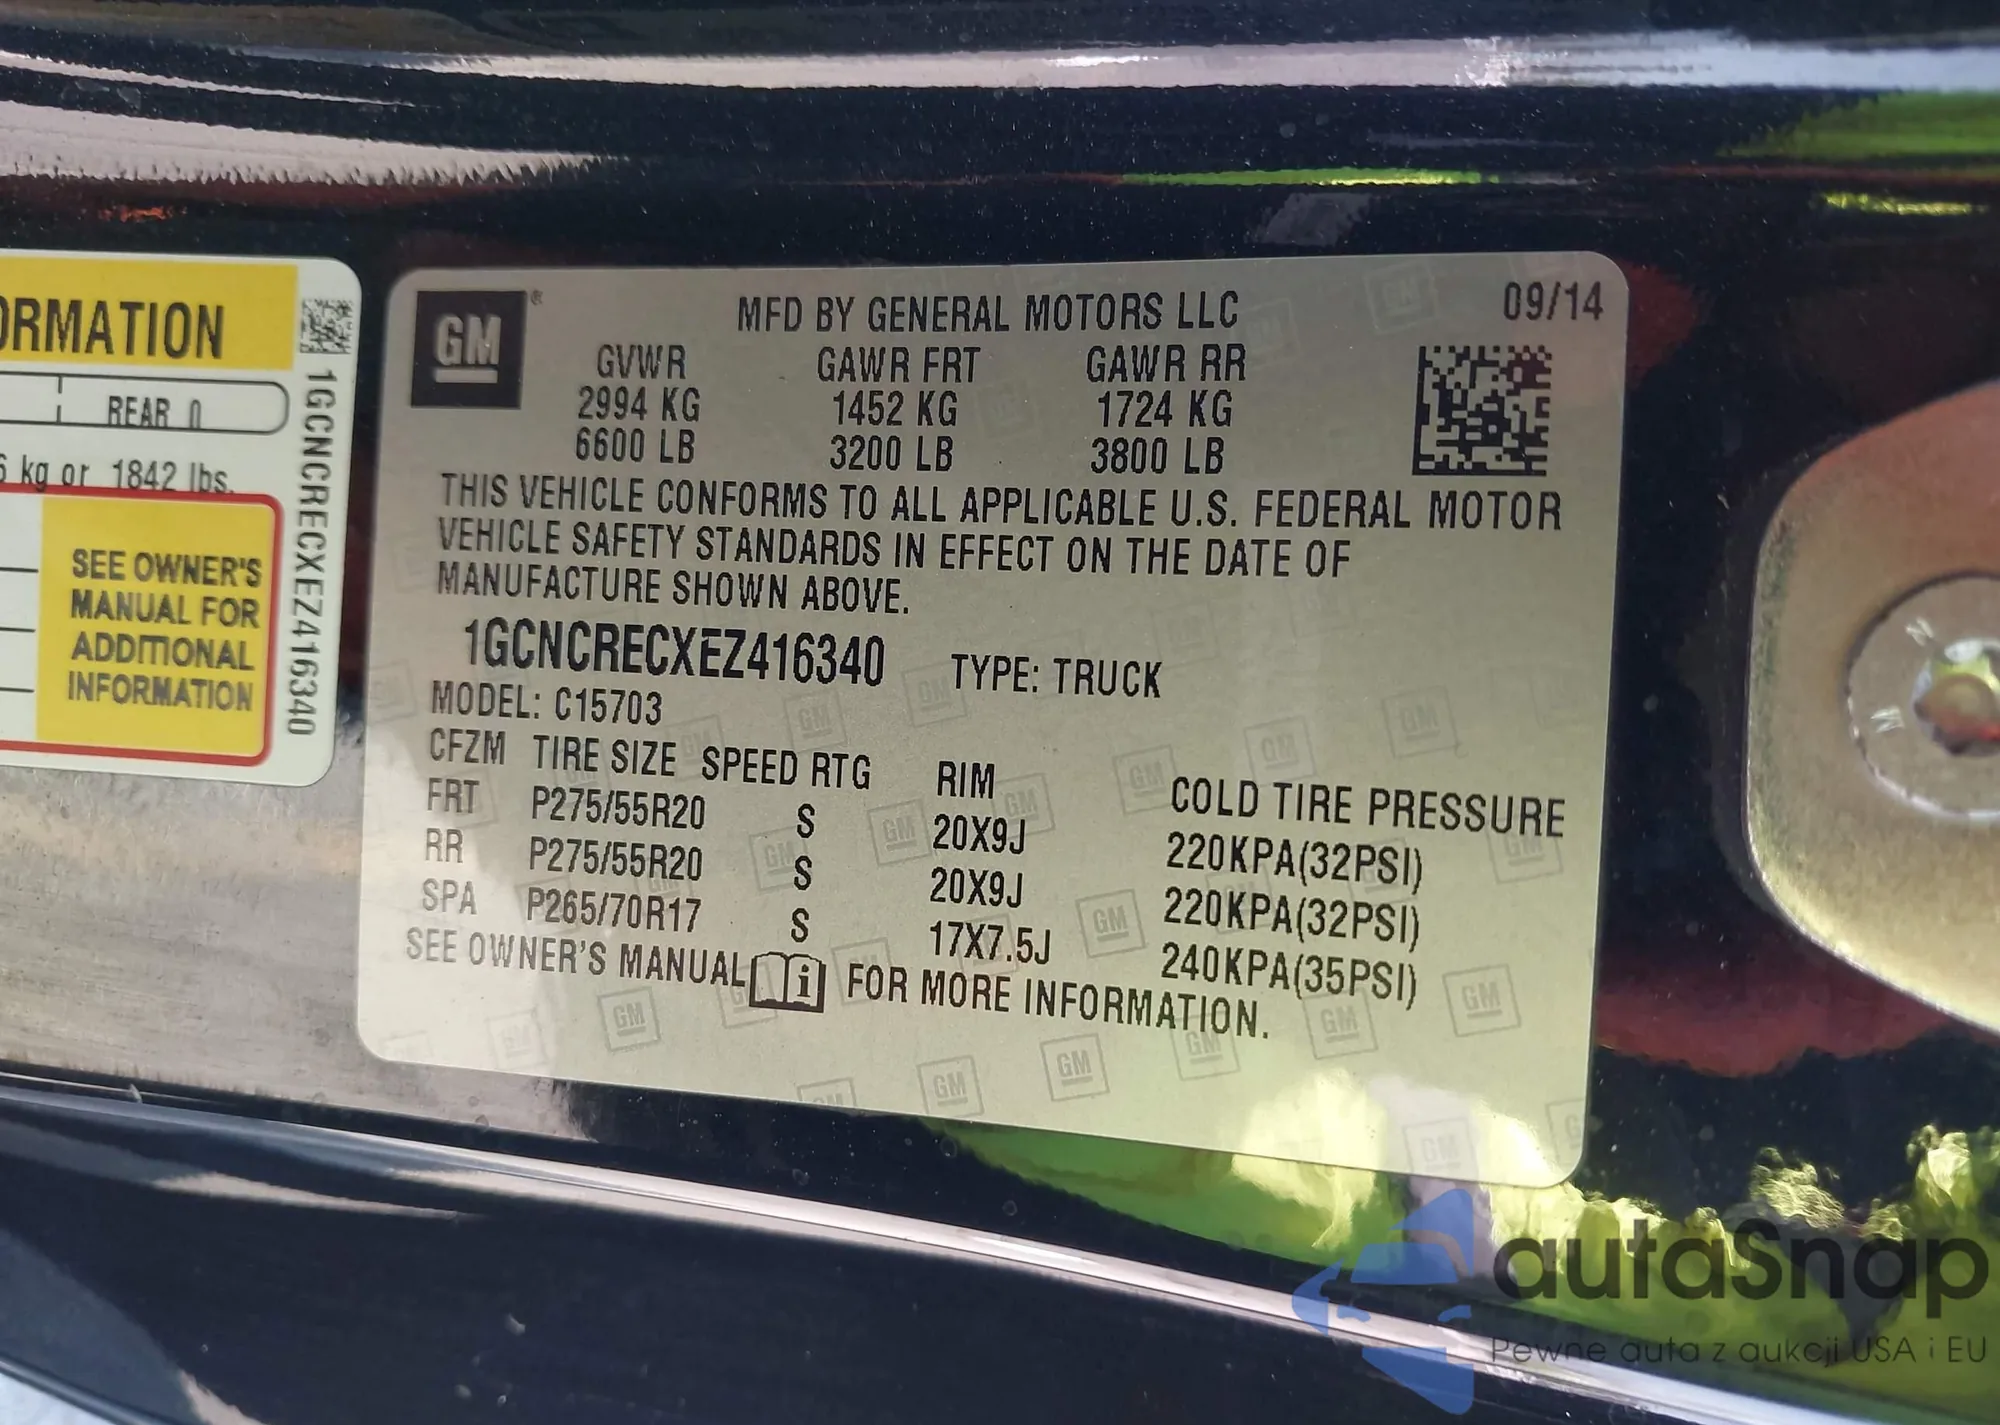 ORMATION
REAR 0
6 kg or 1842 lbs.
SEE OWNER'S
MANUAL FOR
ADDITIONAL
INFORMATION
1GCNCRECXEZ416340
GM ®
MFD BY GENERAL MOTORS LLC 09/14
GVWR GAWR FRT GAWR RR
2994 KG 1452 KG 1724 KG
6600 LB 3200 LB 3800 LB
THIS VEHICLE CONFORMS TO ALL APPLICABLE U.S. FEDERAL MOTOR
VEHICLE SAFETY STANDARDS IN EFFECT ON THE DATE OF
MANUFACTURE SHOWN ABOVE.
1GCNCRECXEZ416340 TYPE: TRUCK
MODEL: C15703
CFZM TIRE SIZE SPEED RTG RIM COLD TIRE PRESSURE
FRT P275/55R20 S 20X9J 220KPA(32PSI)
RR P275/55R20 S 20X9J 220KPA(32PSI)
SPA P265/70R17 S 17X7.5J 240KPA(35PSI)
SEE OWNER'S MANUAL i FOR MORE INFORMATION.
autaSnap
Pewne auta z aukcji USA i EU